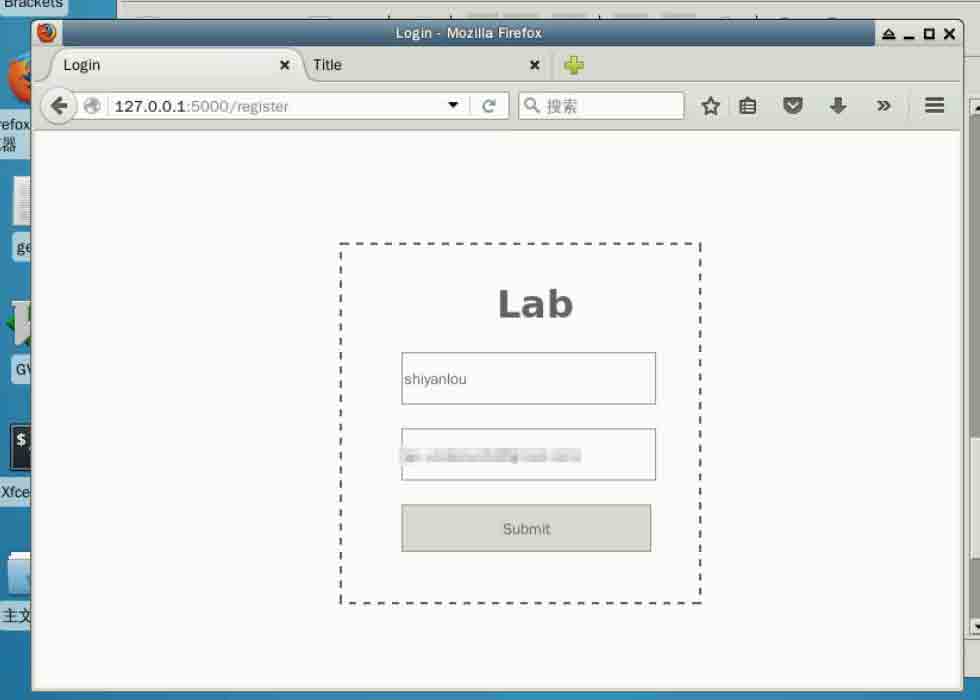 Brackets
Login - Mozilla Firefox
Login
Title
127.0.0.1:5000/register
搜索
refox
器
ge
GV
$
Xfce
主文
Lab
shiyanlou
Submit